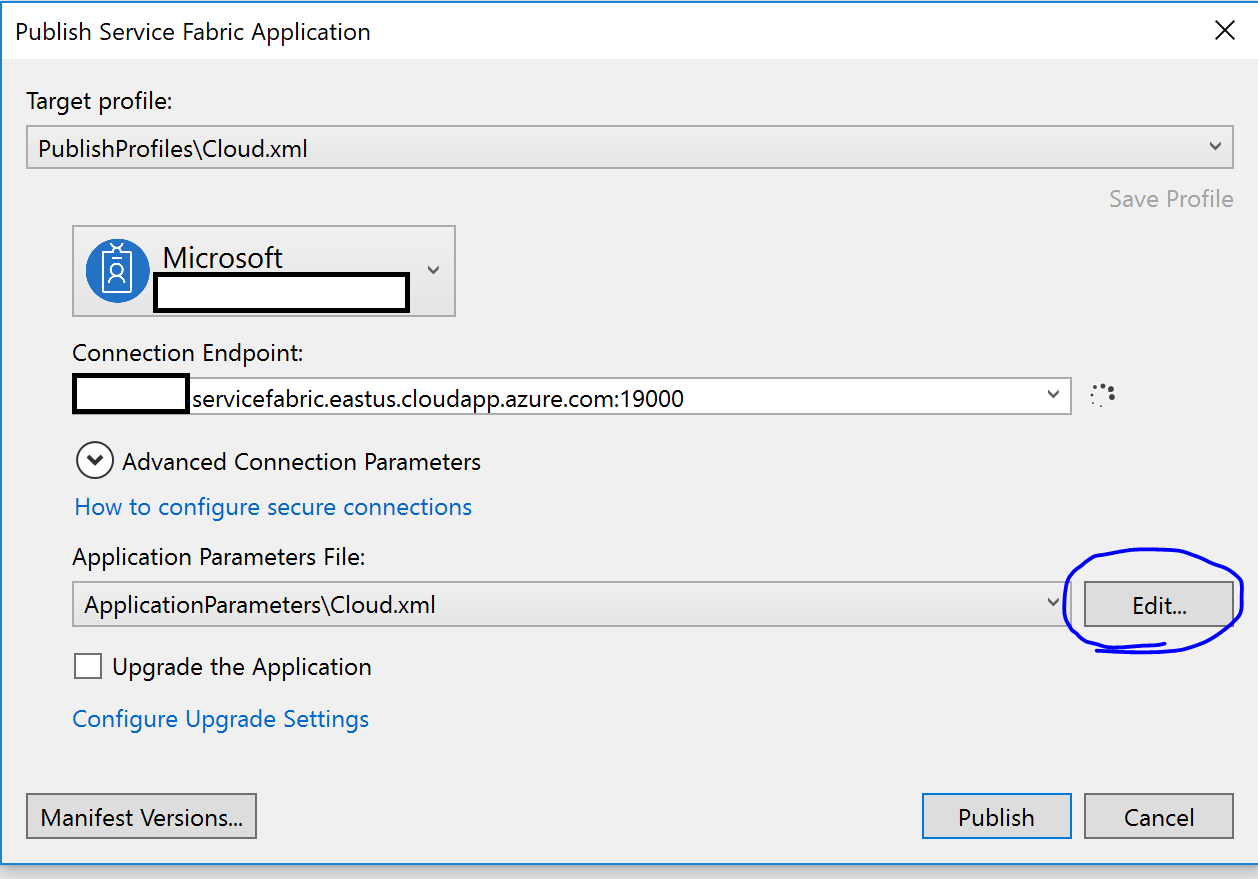 Publish Service Fabric Application
Target profile:
PublishProfiles\Cloud.xml
Save Profile
Microsoft
Connection Endpoint:
servicefabric.eastus.cloudapp.azure.com:19000
Advanced Connection Parameters
How to configure secure connections
Application Parameters File:
ApplicationParameters\Cloud.xml
Edit...
Upgrade the Application
Configure Upgrade Settings
Manifest Versions...
Publish
Cancel